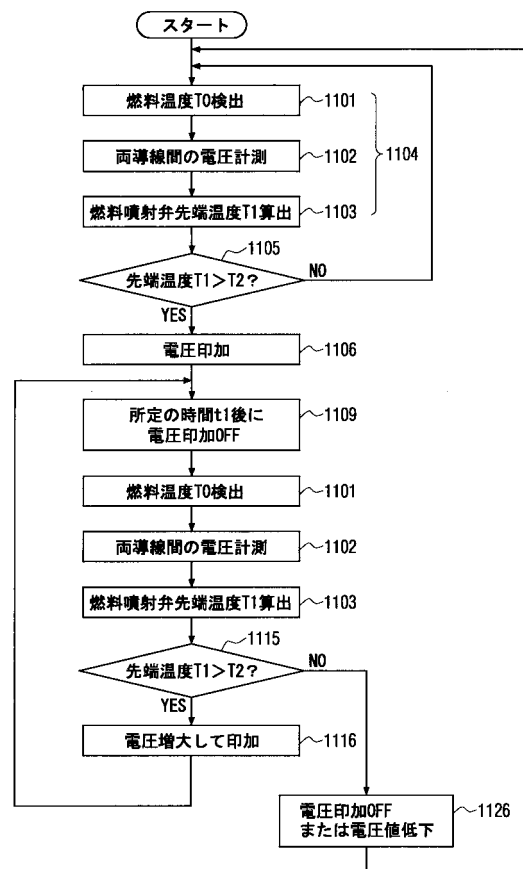 スタート
燃料温度T0検出
1101
両導線間の電圧計測
1102
1104
燃料噴射弁先端温度T1算出
1103
1105
先端温度T1>T2?
NO
YES
電圧印加
1106
所定の時間t1後に
電圧印加OFF
1109
燃料温度T0検出
1101
両導線間の電圧計測
1102
燃料噴射弁先端温度T1算出
1103
1115
先端温度T1>T2?
NO
YES
電圧増大して印加
1116
電圧印加OFF
または電圧値低下
1126